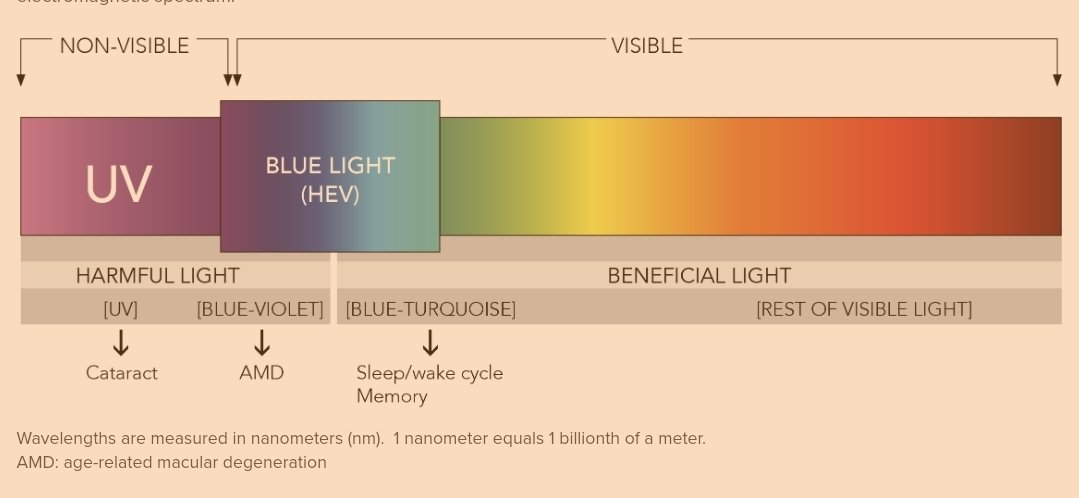 electromagnetic spectrum.
NON-VISIBLE VISIBLE
UV
BLUE LIGHT
(HEV)
HARMFUL LIGHT BENEFICIAL LIGHT
[UV] [BLUE-VIOLET] [BLUE-TURQUOISE] [REST OF VISIBLE LIGHT]
Cataract AMD Sleep/wake cycle
Memory
Wavelengths are measured in nanometers (nm). 1 nanometer equals 1 billionth of a meter.
AMD: age-related macular degeneration